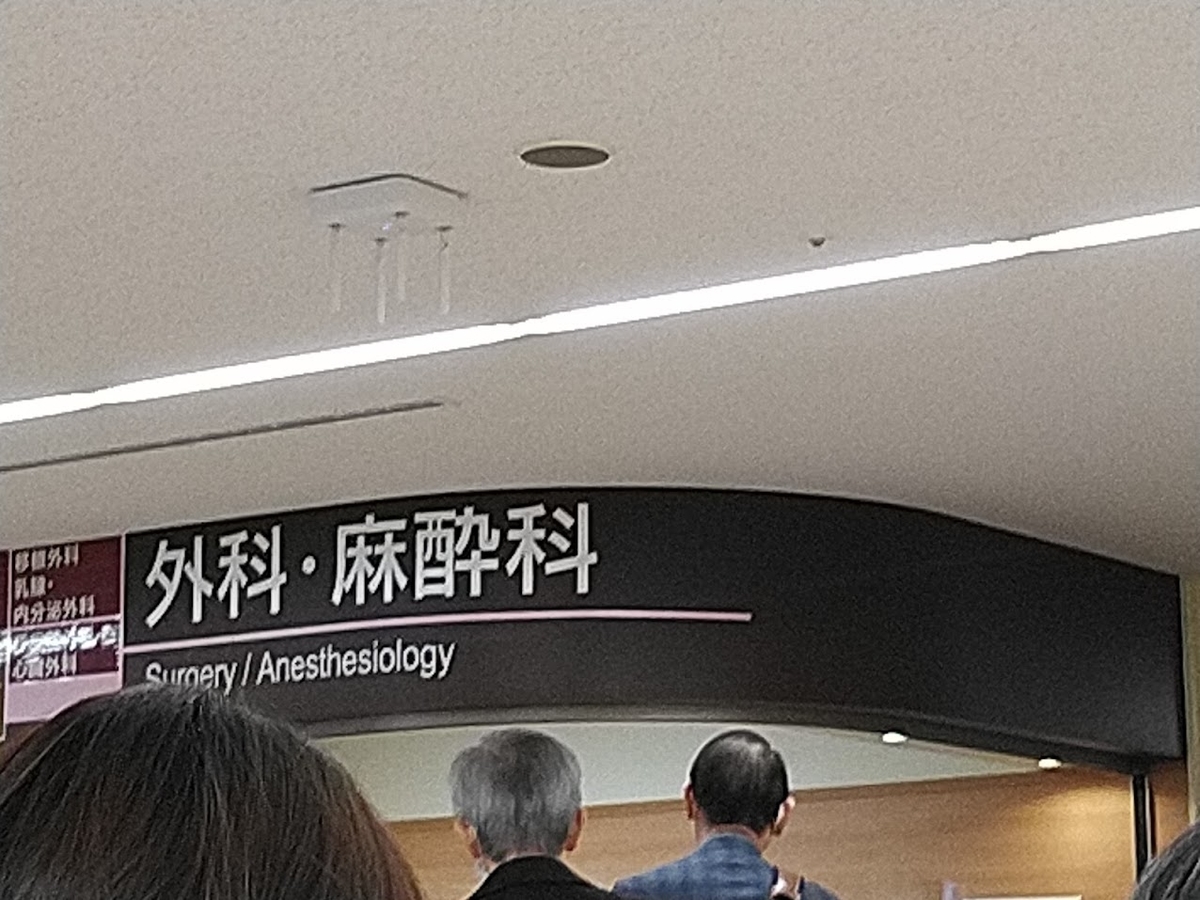 移植外科
乳腺・
内分泌外科
心臓外科
外科・麻酔科
Surgery / Anesthesiology